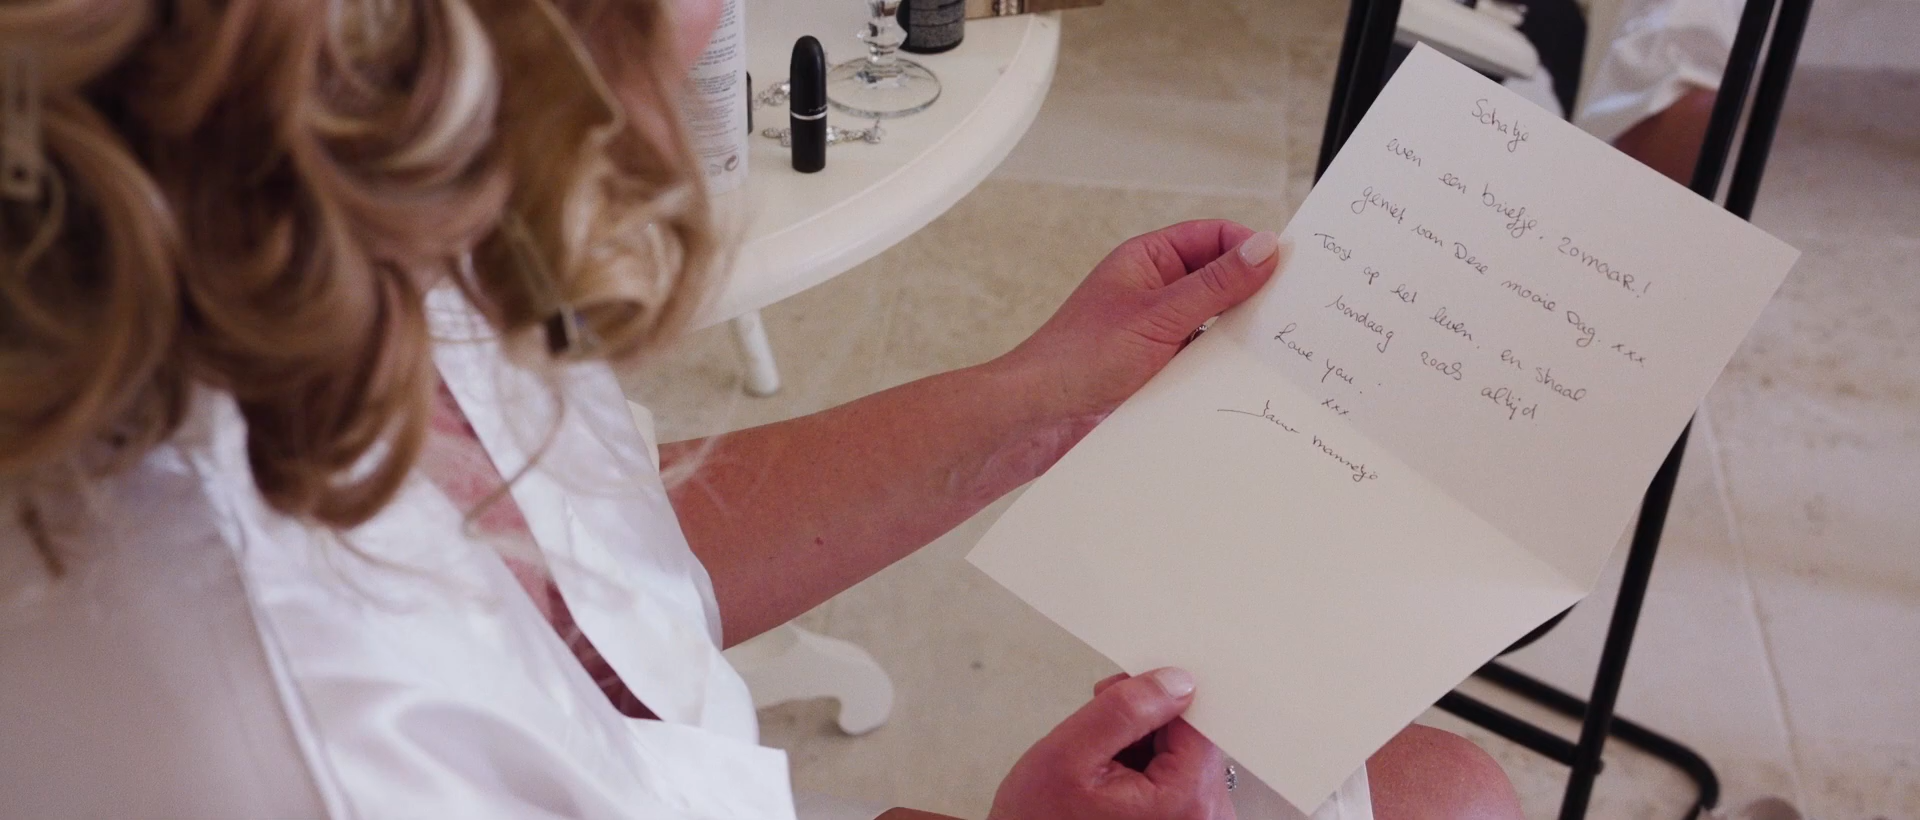 Schatje
even een briefje. zomaar!
geniet van Deze mooie Dag. xxx
Toost op het leven. en straal
vandaag zoals altijd
Love you.
xxx.
Jouw mannetje